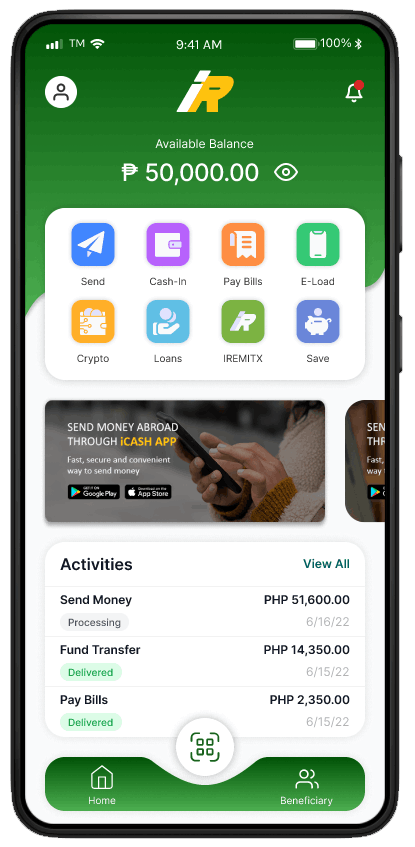 TM 9:41 AM 100%
iR
Available Balance
₱ 50,000.00
Send Cash-In Pay Bills E-Load
Crypto Loans IREMITX Save
SEND MONEY ABROAD
THROUGH iCASH APP
Fast, secure and convenient
way to send money
GET IT ON
Google Play
Download on the
App Store
SEND
THR
Fast,
way t
Activities View All
Send Money PHP 51,600.00
Processing 6/16/22
Fund Transfer PHP 14,350.00
Delivered 6/15/22
Pay Bills PHP 2,350.00
Delivered 6/15/22
Home Beneficiary